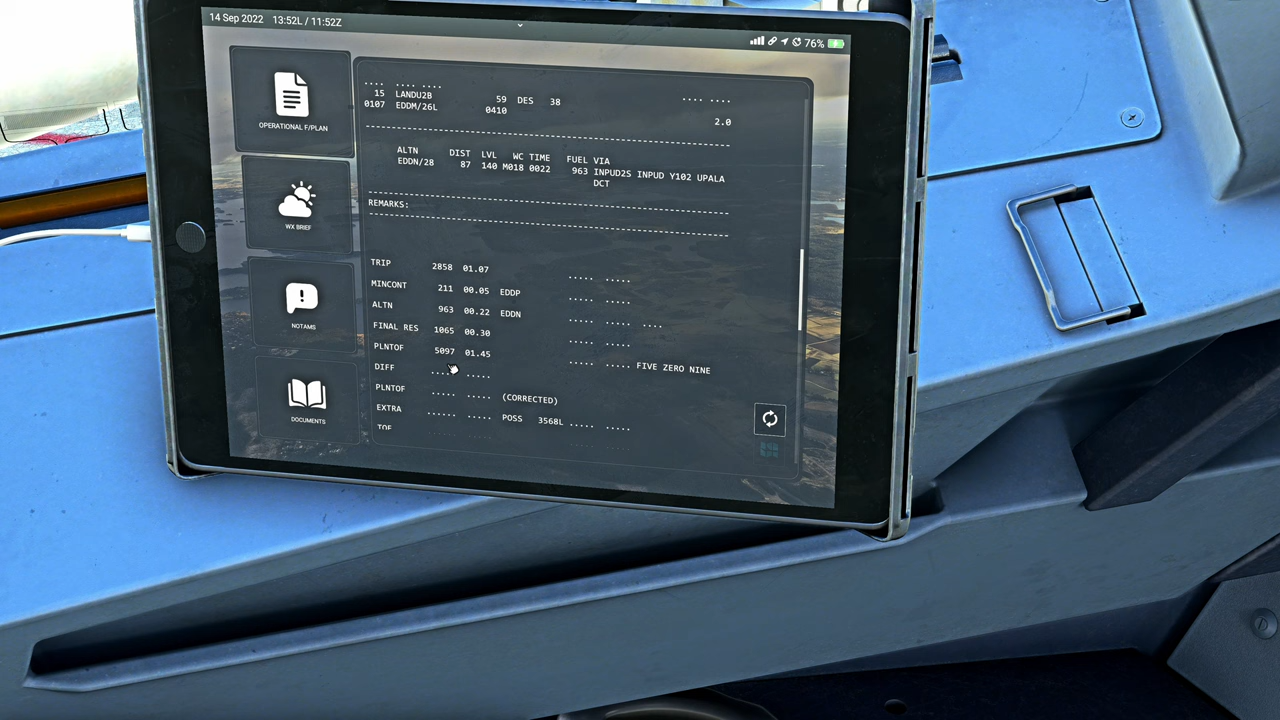 14 Sep 2022 13:52L / 11:52Z
76%
OPERATIONAL F/PLAN
WX BRIEF
NOTAMS
DOCUMENTS
.... .... ....
15 LANDU2B 59 DES 38 .... ....
0107 EDDM/26L 0410 2.0
--------------------------------------------------------------------
ALTN DIST LVL WC TIME FUEL VIA
EDDN/28 87 140 M018 0022 963 INPUD2S INPUD Y102 UPALA
DCT
--------------------------------------------------------------------
REMARKS:
--------------------------------------------------------------------
TRIP 2858 01.07 ..... .....
MINCONT 211 00.05 EDDP ..... .....
ALTN 963 00.22 EDDN ..... ..... ....
FINAL RES 1065 00.30 ..... .....
PLNTOF 5097 01.45 ..... ..... FIVE ZERO NINE
DIFF ..... .....
PLNTOF ..... ..... (CORRECTED)
EXTRA ...... ..... POSS 3568L ..... .....
TOF